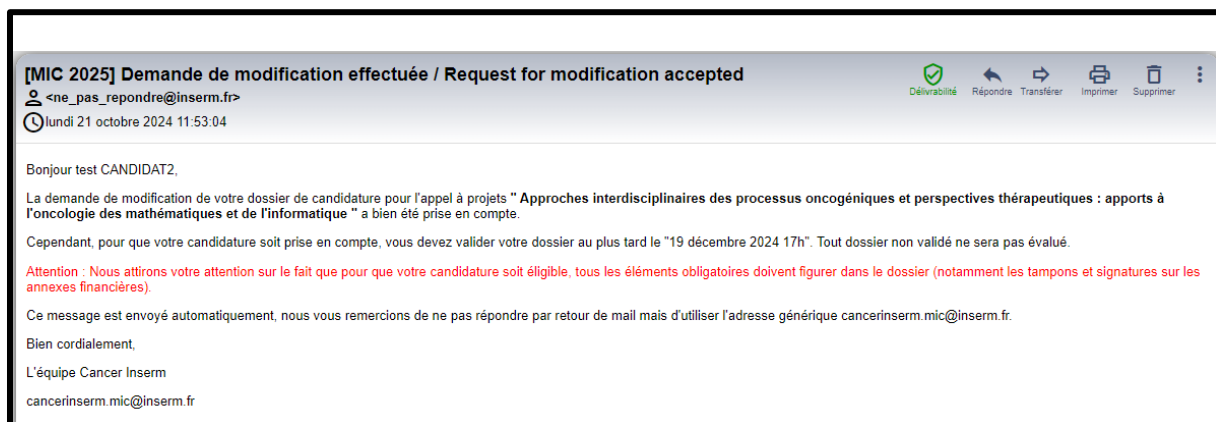 [MIC 2025] Demande de modification effectuée / Request for modification accepted
<ne_pas_repondre@inserm.fr>
lundi 21 octobre 2024 11:53:04
Délivrabilité Répondre Transférer Imprimer Supprimer
Bonjour test CANDIDAT2,
La demande de modification de votre dossier de candidature pour l'appel à projets " Approches interdisciplinaires des processus oncogéniques et perspectives thérapeutiques : apports à
l'oncologie des mathématiques et de l'informatique " a bien été prise en compte.
Cependant, pour que votre candidature soit prise en compte, vous devez valider votre dossier au plus tard le "19 décembre 2024 17h". Tout dossier non validé ne sera pas évalué.
Attention : Nous attirons votre attention sur le fait que pour que votre candidature soit éligible, tous les éléments obligatoires doivent figurer dans le dossier (notamment les tampons et signatures sur les
annexes financières).
Ce message est envoyé automatiquement, nous vous remercions de ne pas répondre par retour de mail mais d'utiliser l'adresse générique cancerinserm.mic@inserm.fr.
Bien cordialement,
L'équipe Cancer Inserm
cancerinserm.mic@inserm.fr